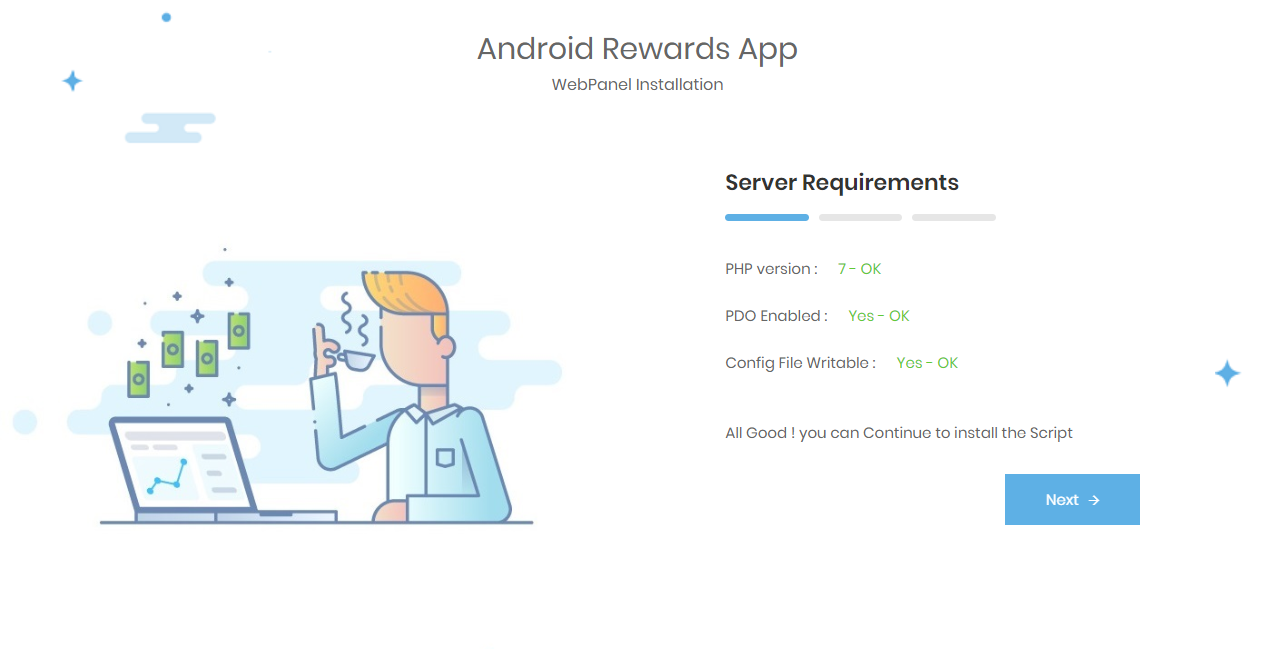 Android Rewards App
WebPanel Installation
Server Requirements
PHP version : 7 - OK
PDO Enabled : Yes - OK
Config File Writable : Yes - OK
All Good ! you can Continue to install the Script
Next →